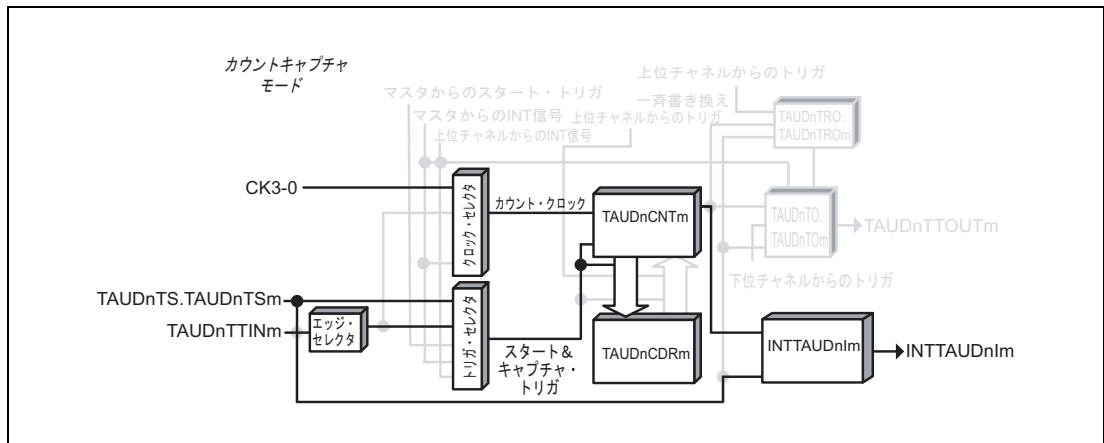 カウントキャプチャ
モード
上位チャネルからのトリガ
マスタからのスタート・トリガ
一斉書き換え
マスタからのINT信号
上位チャネルからのトリガ
上位チャネルからのINT信号
TAUDnTRO.
TAUDnTROm
CK3-0
クロック・セレクタ
カウント・クロック
TAUDnCNTm
TAUDnTO.
TAUDnTOm
TAUDnTTOUTm
下位チャネルからのトリガ
TAUDnTS.TAUDnTSm
TAUDnTTINm
エッジ・
セレクタ
トリガ・セレクタ
スタート&
キャプチャ・
トリガ
TAUDnCDRm
INTTAUDnIm
INTTAUDnIm